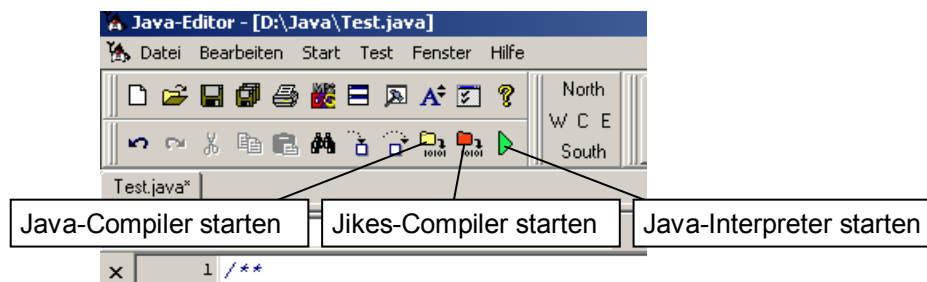 Java-Editor - [D:\Java\Test.java]
Datei Bearbeiten Start Test Fenster Hilfe
North
W C E
South
Test.java*
Java-Compiler starten
Jikes-Compiler starten
Java-Interpreter starten
1 /**